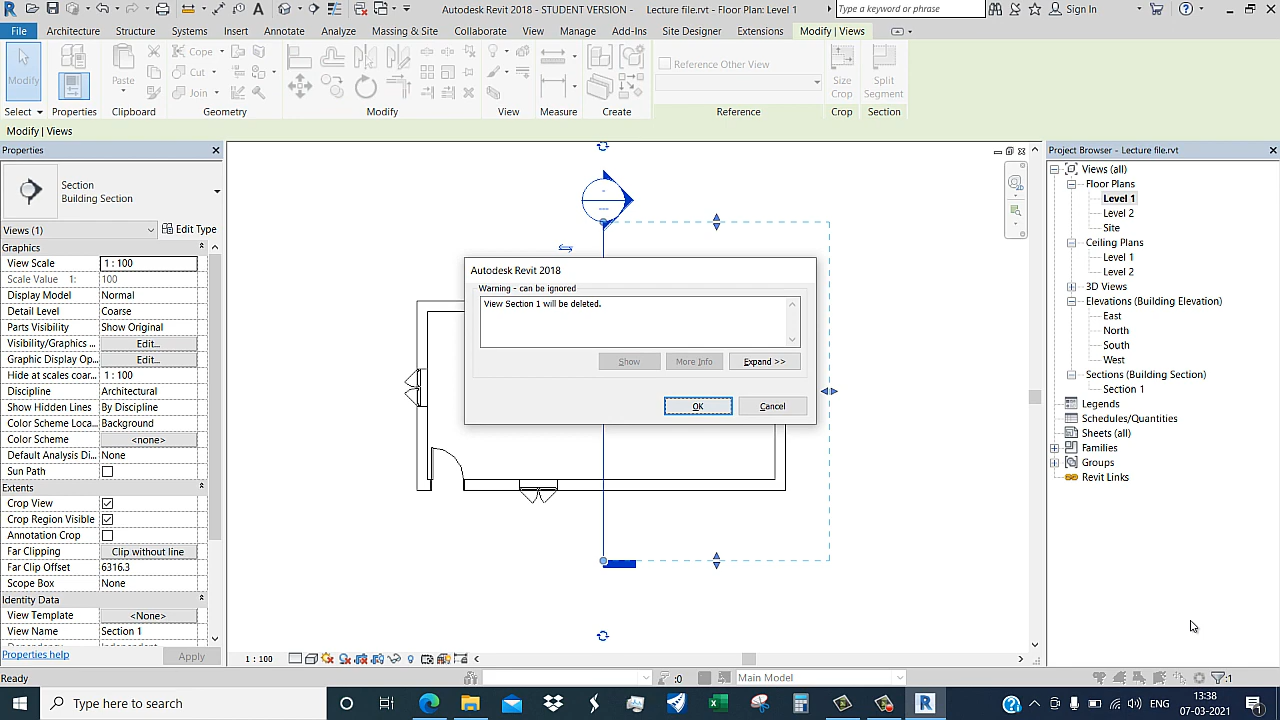 Autodesk Revit 2018 - STUDENT VERSION - Lecture file.rvt - Floor Plan: Level 1
Type a keyword or phrase
Sign In
File Architecture Structure Systems Insert Annotate Analyze Massing & Site Collaborate View Manage Add-Ins Site Designer Extensions Modify | Views
Modify
Paste
Cope
Cut
Join
Reference Other View
Size Crop
Split Segment
Select Properties Clipboard Geometry Modify View Measure Create Reference Crop Section
Modify | Views
Properties
Section
Building Section
Views (1)
Edit Type
Graphics
View Scale 1 : 100
Scale Value 1: 100
Display Model Normal
Detail Level Coarse
Parts Visibility Show Original
Visibility/Graphics ... Edit...
Graphic Display Op... Edit...
Hide at scales coar... 1 : 100
Discipline Architectural
Show Hidden Lines By Discipline
Color Scheme Loca... Background
Color Scheme <none>
Default Analysis Di... None
Sun Path
Extents
Crop View
Crop Region Visible
Annotation Crop
Far Clipping Clip without line
Far Clip Offset 6316.3
Scope Box None
Identity Data
View Template <None>
View Name Section 1
Properties help
Apply
Autodesk Revit 2018
Warning - can be ignored
View Section 1 will be deleted.
Show
More Info
Expand >>
OK
Cancel
1 : 100
Project Browser - Lecture file.rvt
Views (all)
Floor Plans
Level 1
Level 2
Site
Ceiling Plans
Level 1
Level 2
3D Views
Elevations (Building Elevation)
East
North
South
West
Sections (Building Section)
Section 1
Legends
Schedules/Quantities
Sheets (all)
Families
Groups
Revit Links
Ready
:0
Main Model
:1
Type here to search
ENG
13:38
07-03-2021